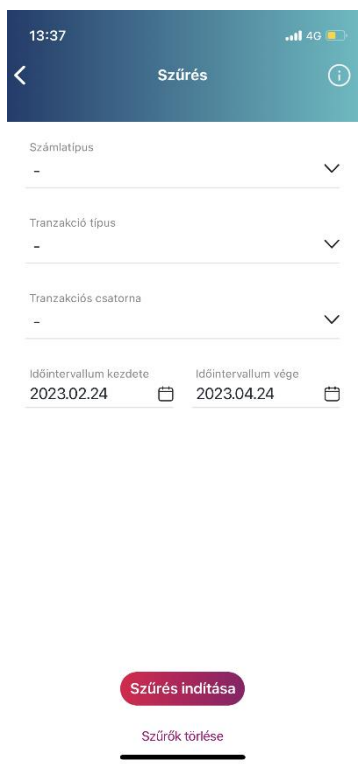 13:37
4G
Szűrés
Számlatípus
-
Tranzakció típus
-
Tranzakciós csatorna
-
Időintervallum kezdete Időintervallum vége
2023.02.24 2023.04.24
Szűrés indítása
Szűrők törlése